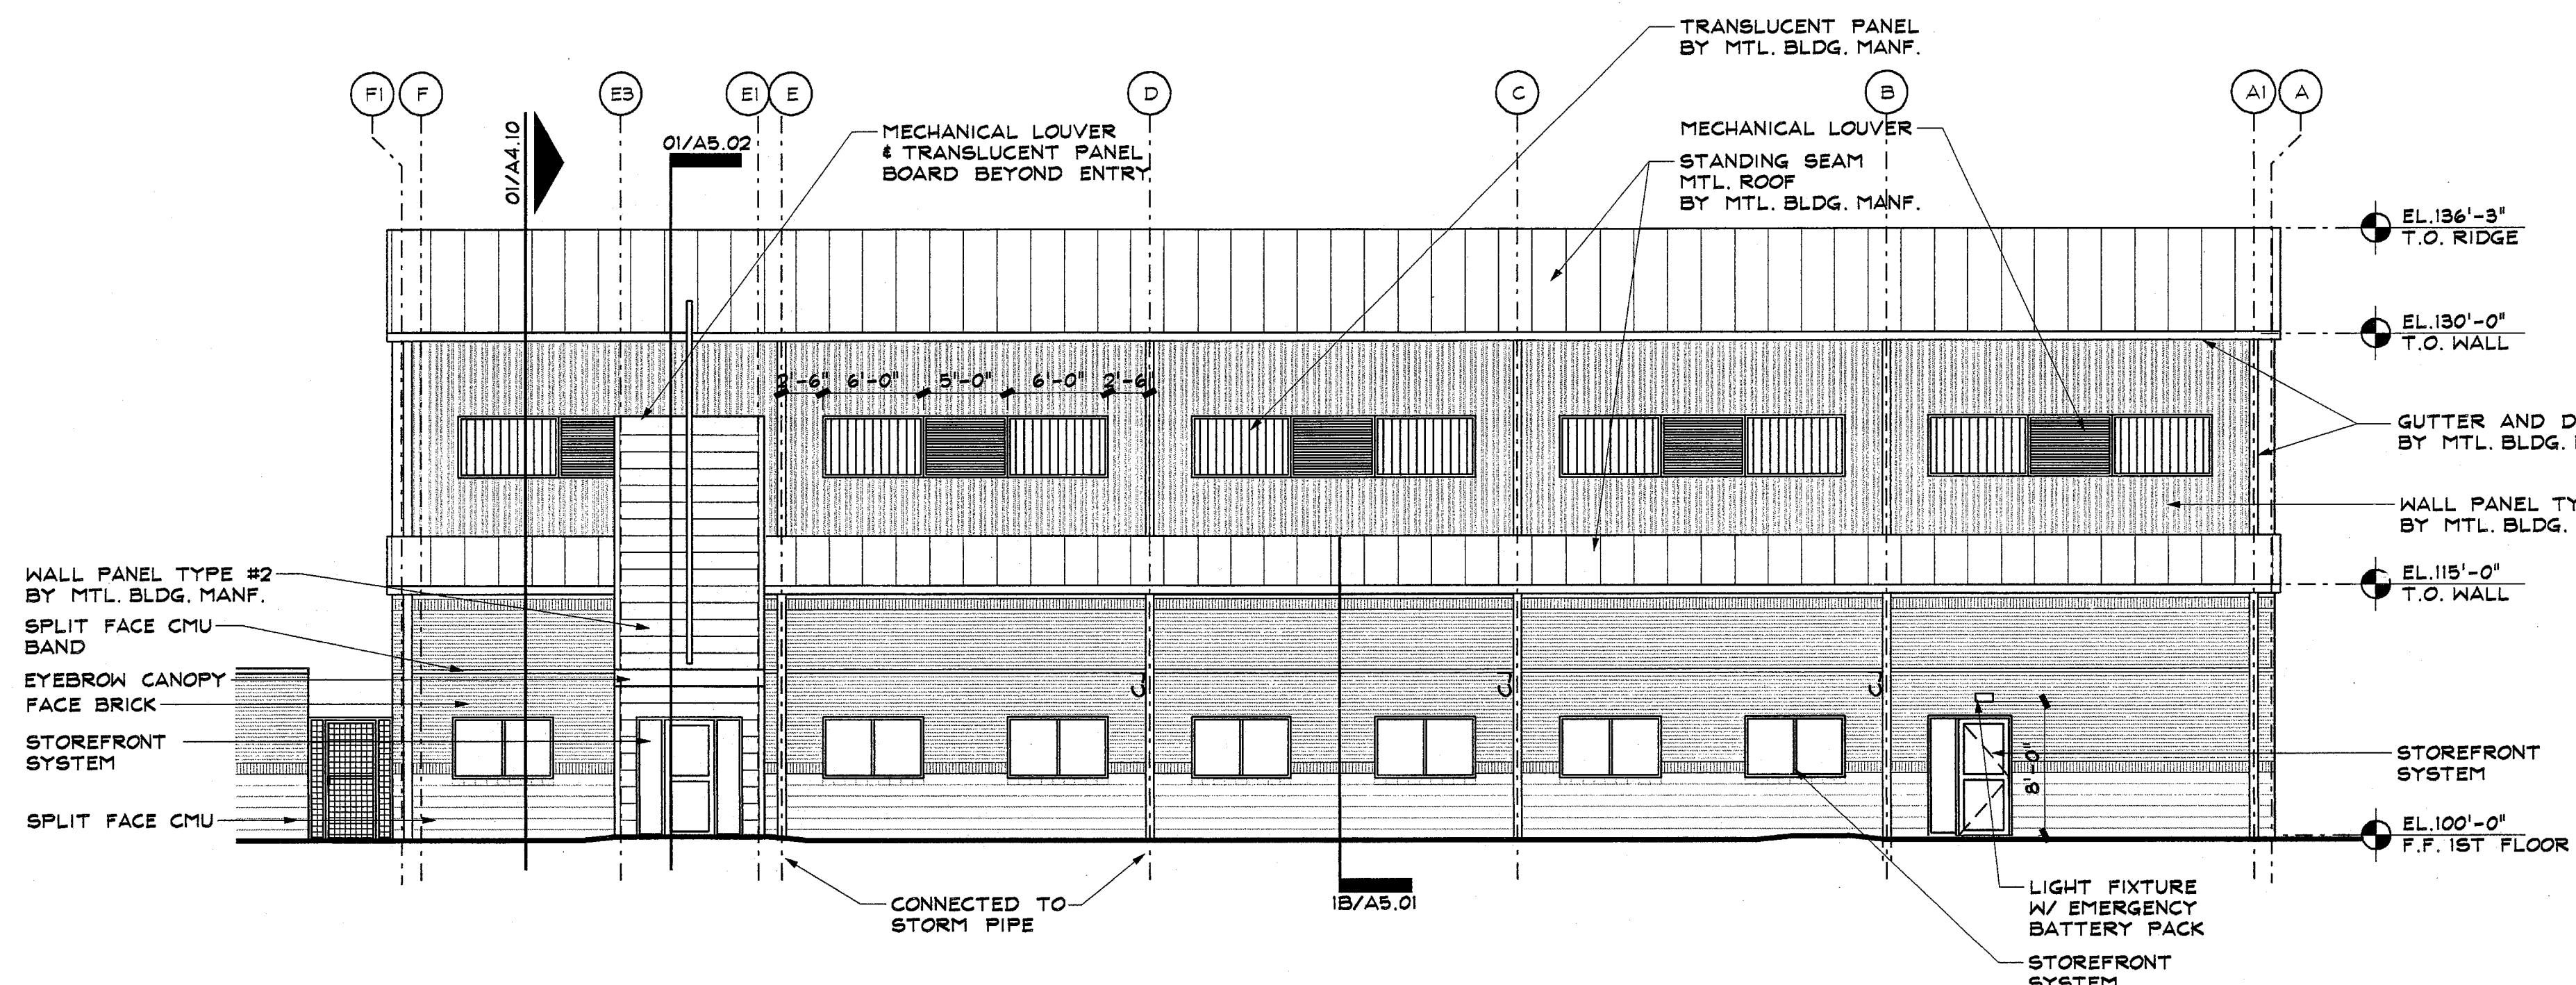 TRANSLUCENT PANEL
BY MTL. BLDG. MANF.
F1
F
E3
E1
E
D
C
B
A1
A
01/A4.10
01/A5.02
MECHANICAL LOUVER
& TRANSLUCENT PANEL
BOARD BEYOND ENTRY
MECHANICAL LOUVER
STANDING SEAM
MTL. ROOF
BY MTL. BLDG. MANF.
EL.136'-3"
T.O. RIDGE
EL.130'-0"
T.O. WALL
2'-6"
6'-0"
5'-0"
6'-0"
2'-6
GUTTER AND D
BY MTL. BLDG.
WALL PANEL TY
BY MTL. BLDG.
EL.115'-0"
T.O. WALL
WALL PANEL TYPE #2
BY MTL. BLDG. MANF.
SPLIT FACE CMU
BAND
EYEBROW CANOPY
FACE BRICK
STOREFRONT
SYSTEM
SPLIT FACE CMU
CJ
CJ
CJ
8'-0"
STOREFRONT
SYSTEM
EL.100'-0"
F.F. 1ST FLOOR
CONNECTED TO
STORM PIPE
1B/A5.01
LIGHT FIXTURE
W/ EMERGENCY
BATTERY PACK
STOREFRONT
SYSTEM